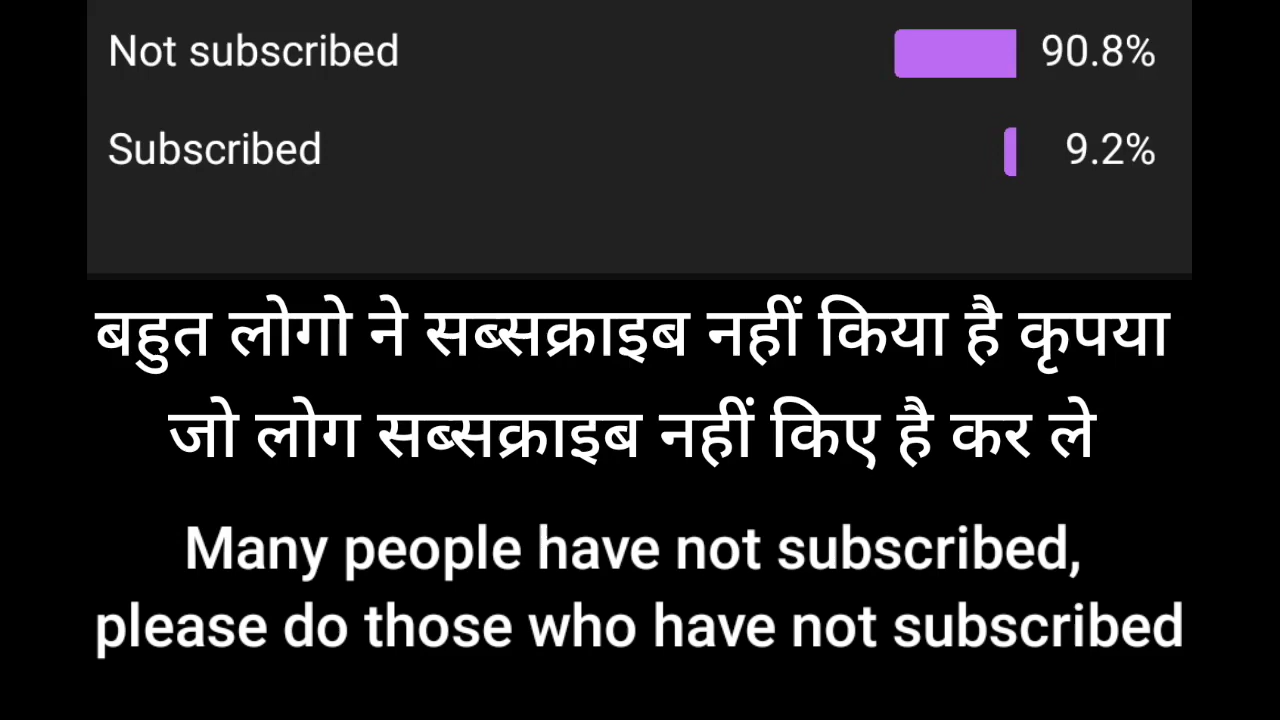 Not subscribed 90.8%
Subscribed 9.2%
बहुत लोगो ने सब्सक्राइब नहीं किया है कृपया
जो लोग सब्सक्राइब नहीं किए है कर ले
Many people have not subscribed,
please do those who have not subscribed